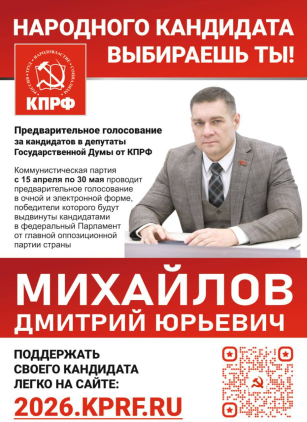 НАРОДНОГО КАНДИДАТА
ВЫБИРАЕШЬ ТЫ!
КПРФ
Предварительное голосование
за кандидатов в депутаты
Государственной Думы от КПРФ
Коммунистическая партия
с 15 апреля по 30 мая проводит
предварительное голосование
в очной и электронной форме,
победители которого будут
выдвинуты кандидатами
в федеральный Парламент
от главной оппозиционной
партии страны
МИХАЙЛОВ
ДМИТРИЙ ЮРЬЕВИЧ
ПОДДЕРЖАТЬ
СВОЕГО КАНДИДАТА
ЛЕГКО НА САЙТЕ:
2026.KPRF.RU